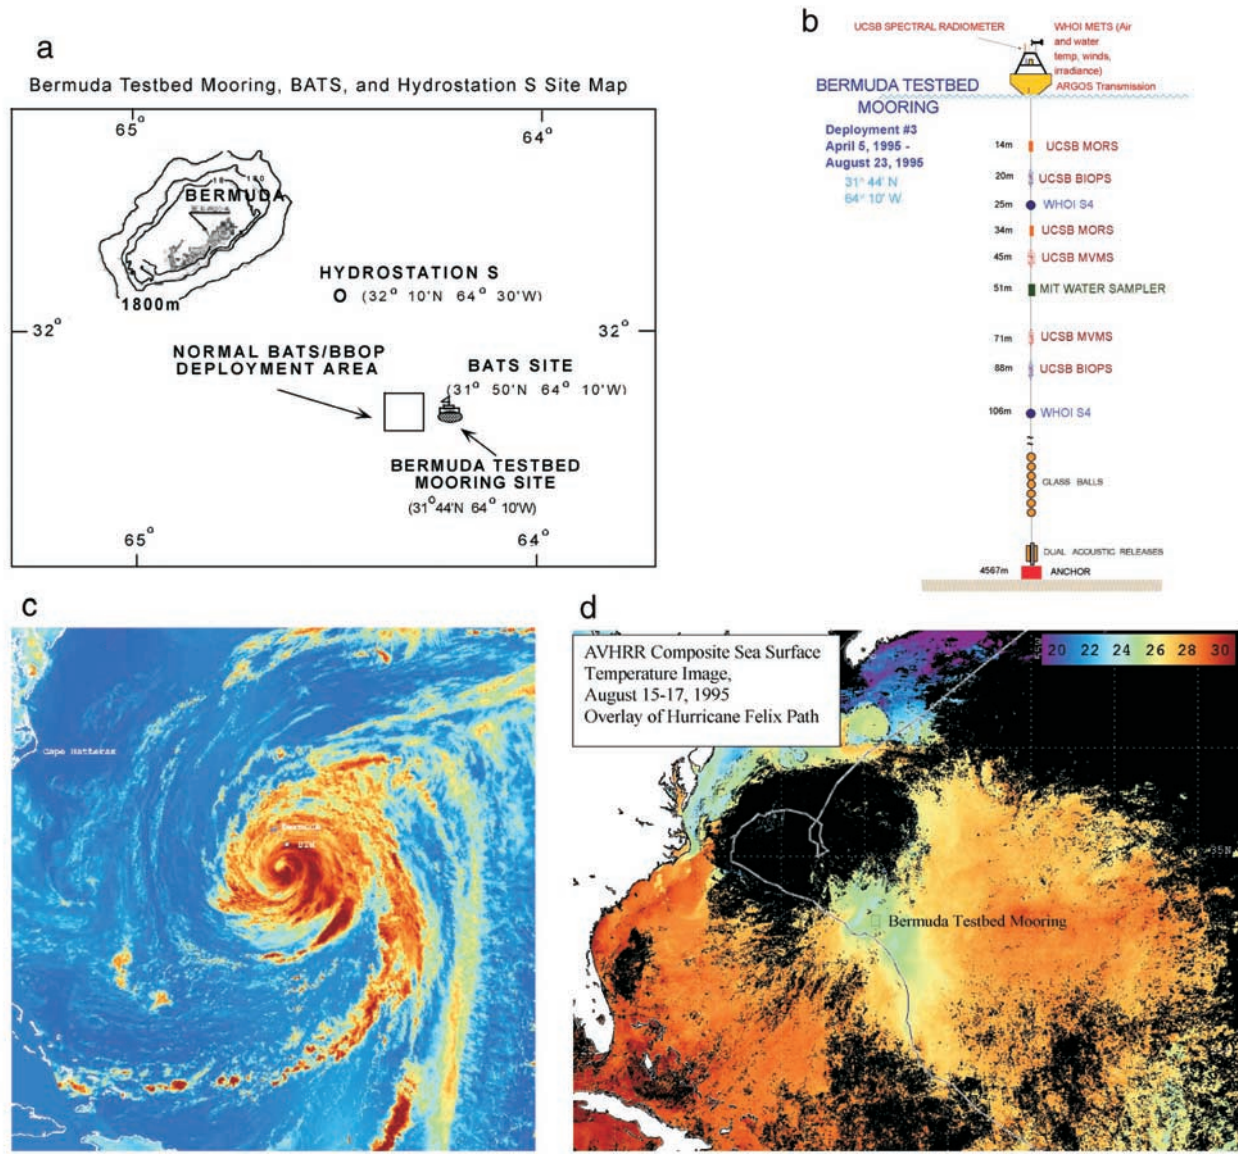 a
Bermuda Testbed Mooring, BATS, and Hydrostation S Site Map
65°
64°
BERMUDA
1800m
HYDROSTATION S
O (32° 10'N 64° 30'W)
32°
32°
NORMAL BATS/BBOP
DEPLOYMENT AREA
BATS SITE
(31° 50'N 64° 10'W)
BERMUDA TESTBED
MOORING SITE
(31°44'N 64° 10'W)
65°
64°
b
UCSB SPECTRAL RADIOMETER
WHOI METS (Air
and water
temp, winds,
irradiance)
ARGOS Transmission
BERMUDA TESTBED
MOORING
Deployment #3
April 5, 1995 -
August 23, 1995
31° 44' N
64° 10' W
14m UCSB MORS
20m UCSB BIOPS
25m WHOI S4
34m UCSB MORS
45m UCSB MVMS
51m MIT WATER SAMPLER
71m UCSB MVMS
88m UCSB BIOPS
106m WHOI S4
GLASS BALLS
DUAL ACOUSTIC RELEASES
4567m ANCHOR
c
Cape Hatteras
Bermuda
BTM
d
AVHRR Composite Sea Surface
Temperature Image,
August 15-17, 1995
Overlay of Hurricane Felix Path
20 22 24 26 28 30
35N
Bermuda Testbed Mooring